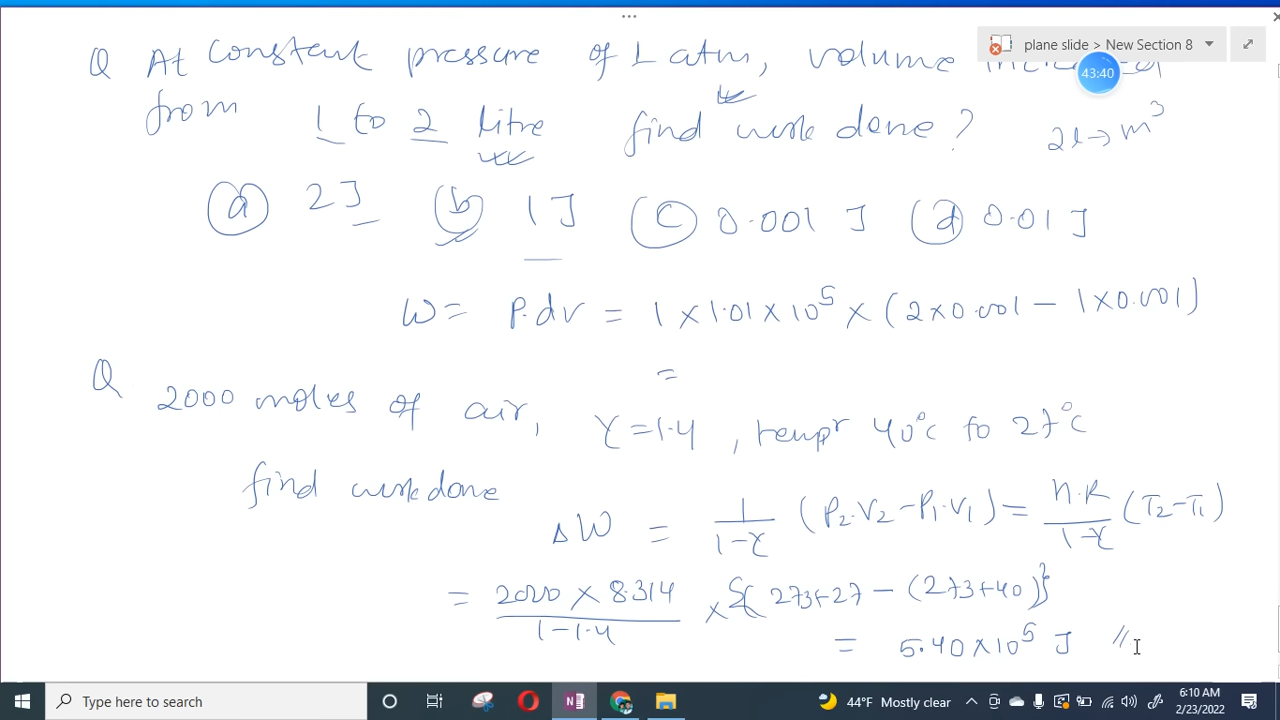 ...
plane slide > New Section 8
43:40
Q At constant pressure of 1 atm, volume
from 1 to 2 litre find work done? 2l → m³
(a) 2J (b) 1J (c) 0.001 J (d) 0.01 J
W = P.dv = 1 × 1.01 × 10⁵ × (2×0.001 - 1×0.001)
=
Q 2000 moles of air, γ=1.4, tempr 40°c to 27°c
find work done
ΔW = 1/1-γ (P₂.V₂ - P₁.V₁) = n.R/1-γ (T₂-T₁)
= 2000 × 8.314/1-1.4 × {(273+27 - (273+40)}
= 5.40×10⁵ J //
Type here to search
44°F Mostly clear
6:10 AM
2/23/2022